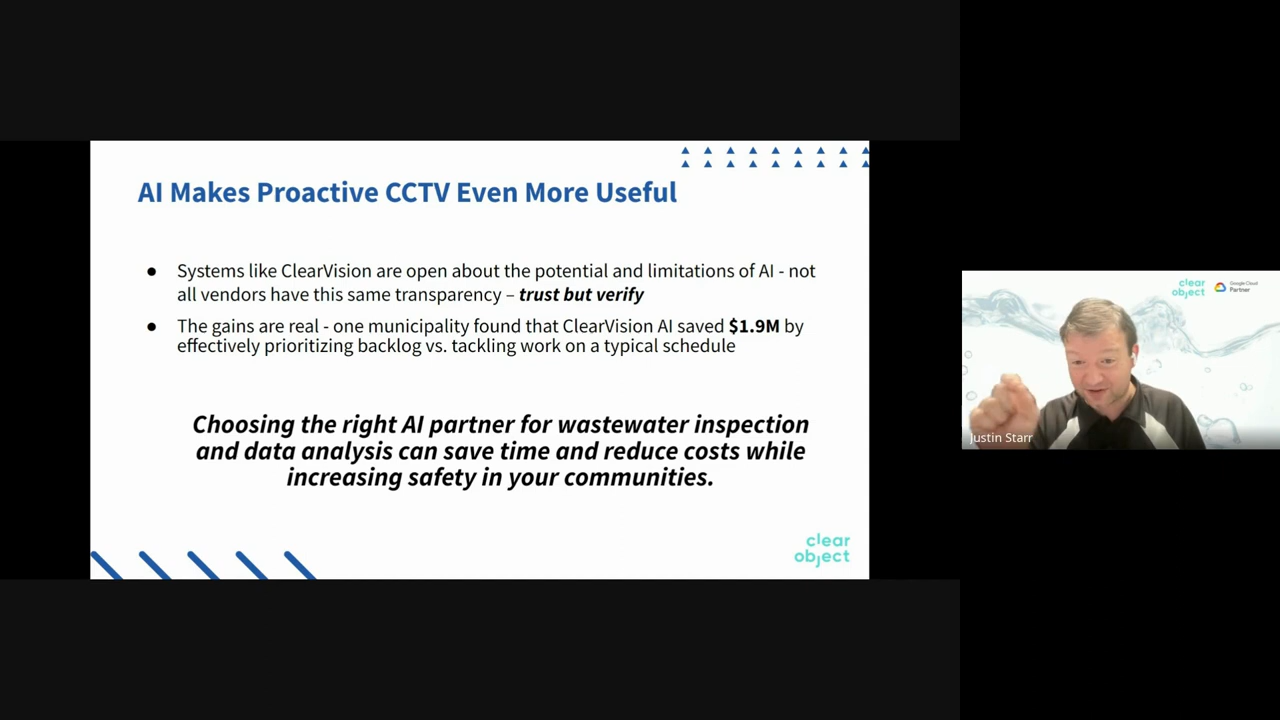 AI Makes Proactive CCTV Even More Useful
● Systems like ClearVision are open about the potential and limitations of AI - not
all vendors have this same transparency – trust but verify
● The gains are real - one municipality found that ClearVision AI saved $1.9M by
effectively prioritizing backlog vs. tackling work on a typical schedule
Choosing the right AI partner for wastewater inspection
and data analysis can save time and reduce costs while
increasing safety in your communities.
clear
object
clear
object
Google Cloud
Partner
Justin Starr